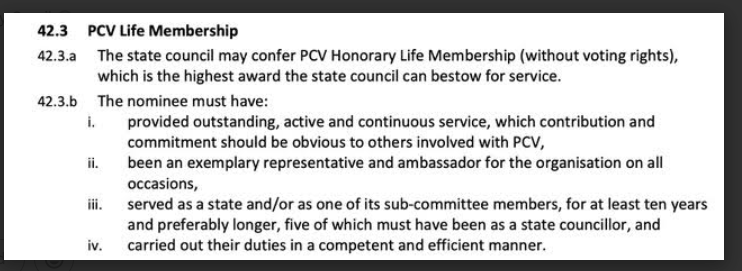 42.3 PCV Life Membership
42.3.a The state council may confer PCV Honorary Life Membership (without voting rights),
which is the highest award the state council can bestow for service.
42.3.b The nominee must have:
i. provided outstanding, active and continuous service, which contribution and
commitment should be obvious to others involved with PCV,
ii. been an exemplary representative and ambassador for the organisation on all
occasions,
iii. served as a state and/or as one of its sub-committee members, for at least ten years
and preferably longer, five of which must have been as a state councillor, and
iv. carried out their duties in a competent and efficient manner.